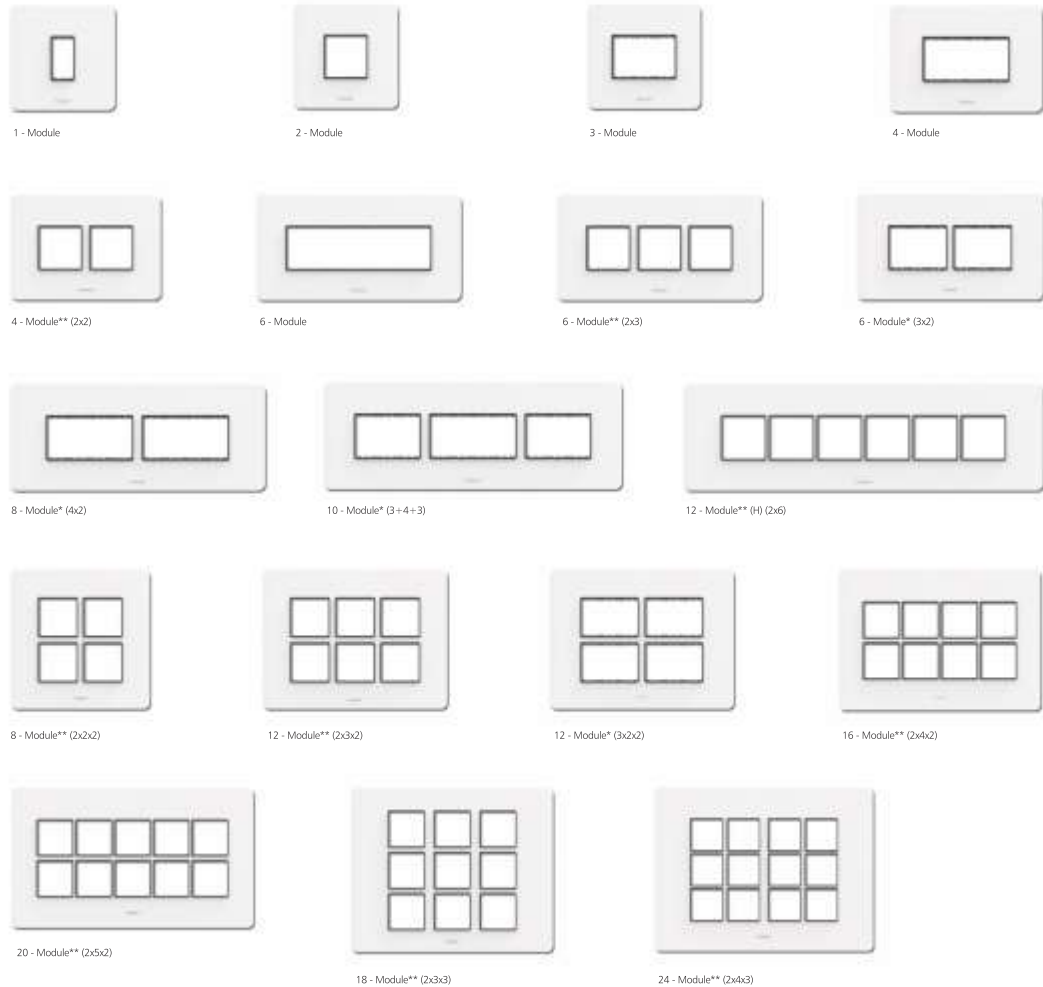 1 - Module
2 - Module
3 - Module
4 - Module
4 - Module** (2x2)
6 - Module
6 - Module** (2x3)
6 - Module* (3x2)
8 - Module* (4x2)
10 - Module* (3+4+3)
12 - Module** (H) (2x6)
8 - Module** (2x2x2)
12 - Module** (2x3x2)
12 - Module* (3x2x2)
16 - Module** (2x4x2)
20 - Module** (2x5x2)
18 - Module** (2x3x3)
24 - Module** (2x4x3)